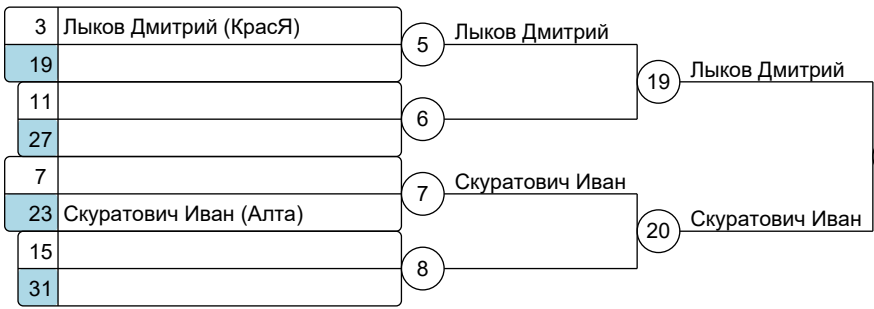 3 Лыков Дмитрий (КрасЯ)
19
5 Лыков Дмитрий
11
27
6
19 Лыков Дмитрий
7
23 Скуратович Иван (Алта)
7 Скуратович Иван
15
31
8
20 Скуратович Иван